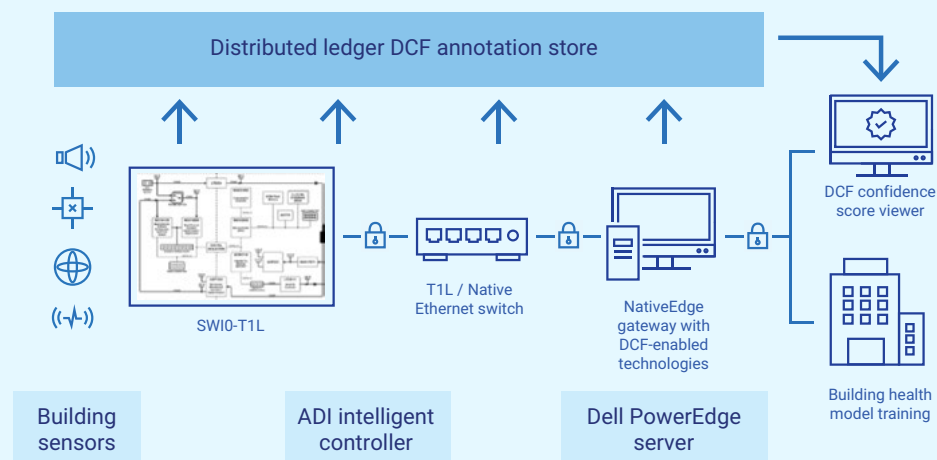 Distributed ledger DCF annotation store
DCF confidence
score viewer
SWI0-T1L
T1L / Native
Ethernet switch
NativeEdge
gateway with
DCF-enabled
technologies
Building health
model training
Building
sensors
ADI intelligent
controller
Dell PowerEdge
server